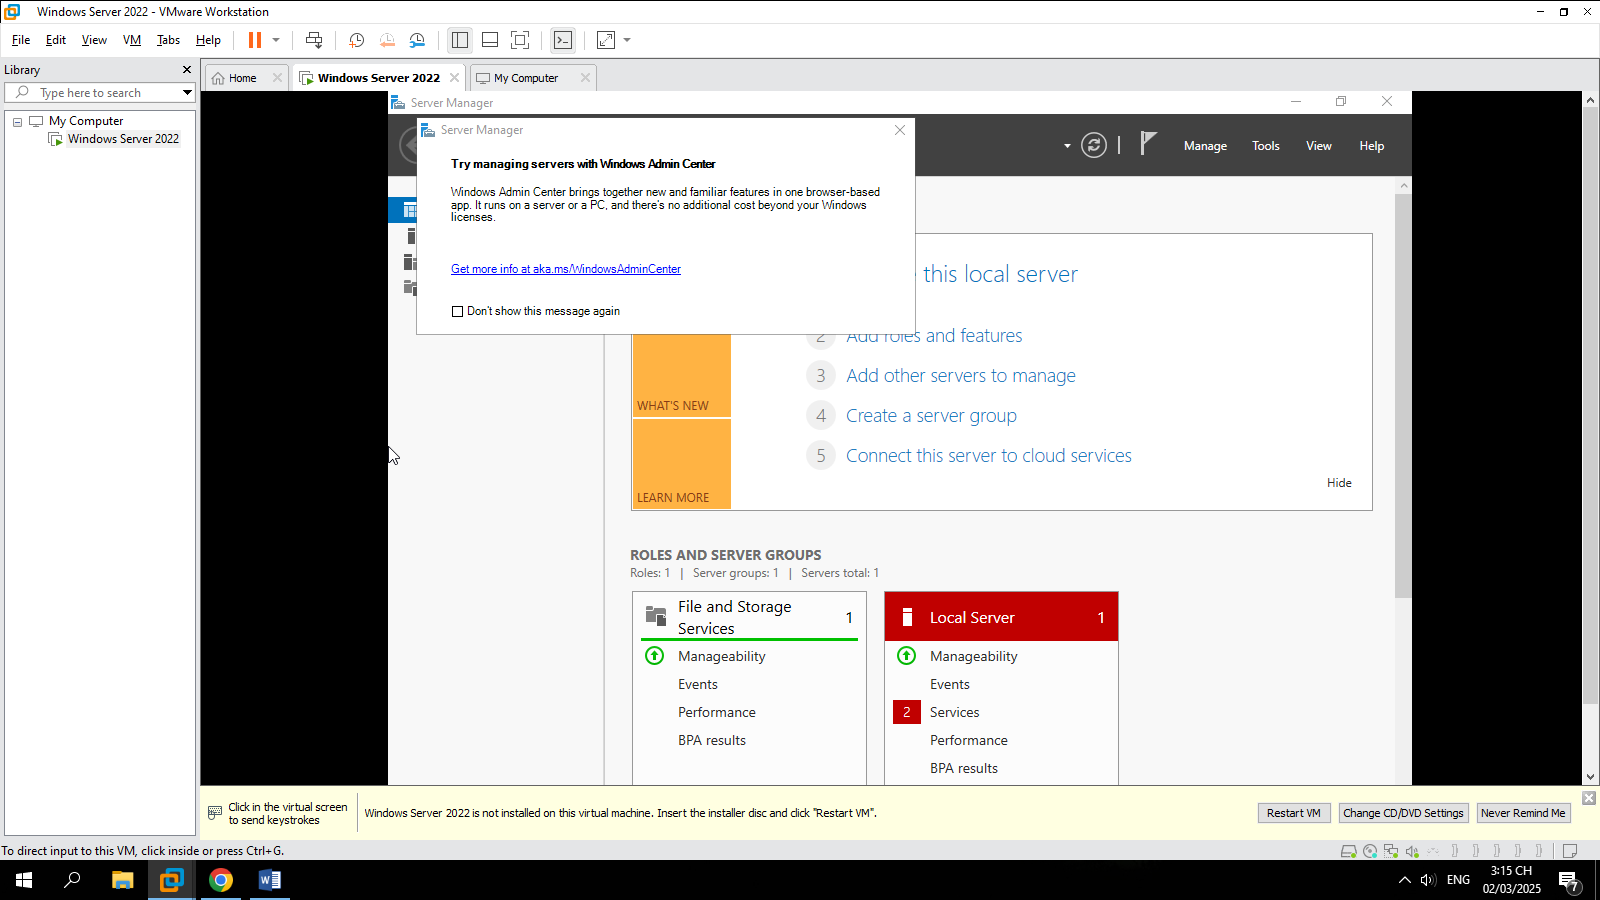 Windows Server 2022 - VMware Workstation
File Edit View VM Tabs Help
Library
Type here to search
My Computer
Windows Server 2022
Home
Windows Server 2022
My Computer
Server Manager
Manage Tools View Help
Server Manager
Try managing servers with Windows Admin Center
Windows Admin Center brings together new and familiar features in one browser-based
app. It runs on a server or a PC, and there's no additional cost beyond your Windows
licenses.
Get more info at aka.ms/WindowsAdminCenter
Don't show this message again
this local server
2 Add roles and features
3 Add other servers to manage
4 Create a server group
5 Connect this server to cloud services
WHAT'S NEW
LEARN MORE
Hide
ROLES AND SERVER GROUPS
Roles: 1 | Server groups: 1 | Servers total: 1
File and Storage
Services
1
Manageability
Events
Performance
BPA results
Local Server 1
Manageability
Events
2 Services
Performance
BPA results
Click in the virtual screen
to send keystrokes
Windows Server 2022 is not installed on this virtual machine. Insert the installer disc and click "Restart VM".
Restart VM
Change CD/DVD Settings
Never Remind Me
To direct input to this VM, click inside or press Ctrl+G.
ENG
3:15 CH
02/03/2025
7